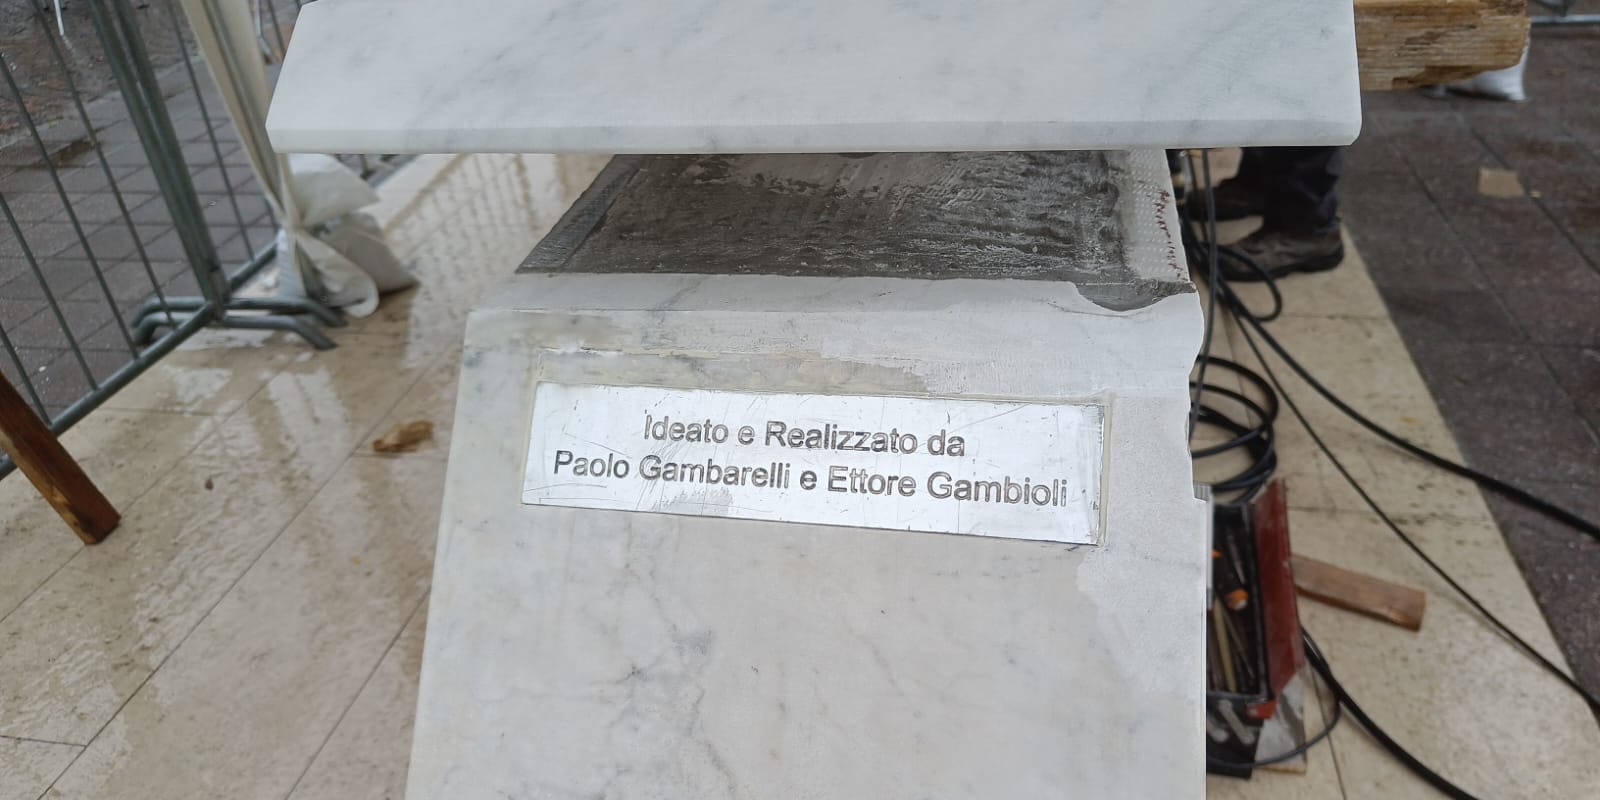 Ideato e Realizzato da
Paolo Gambarelli e Ettore Gambioli